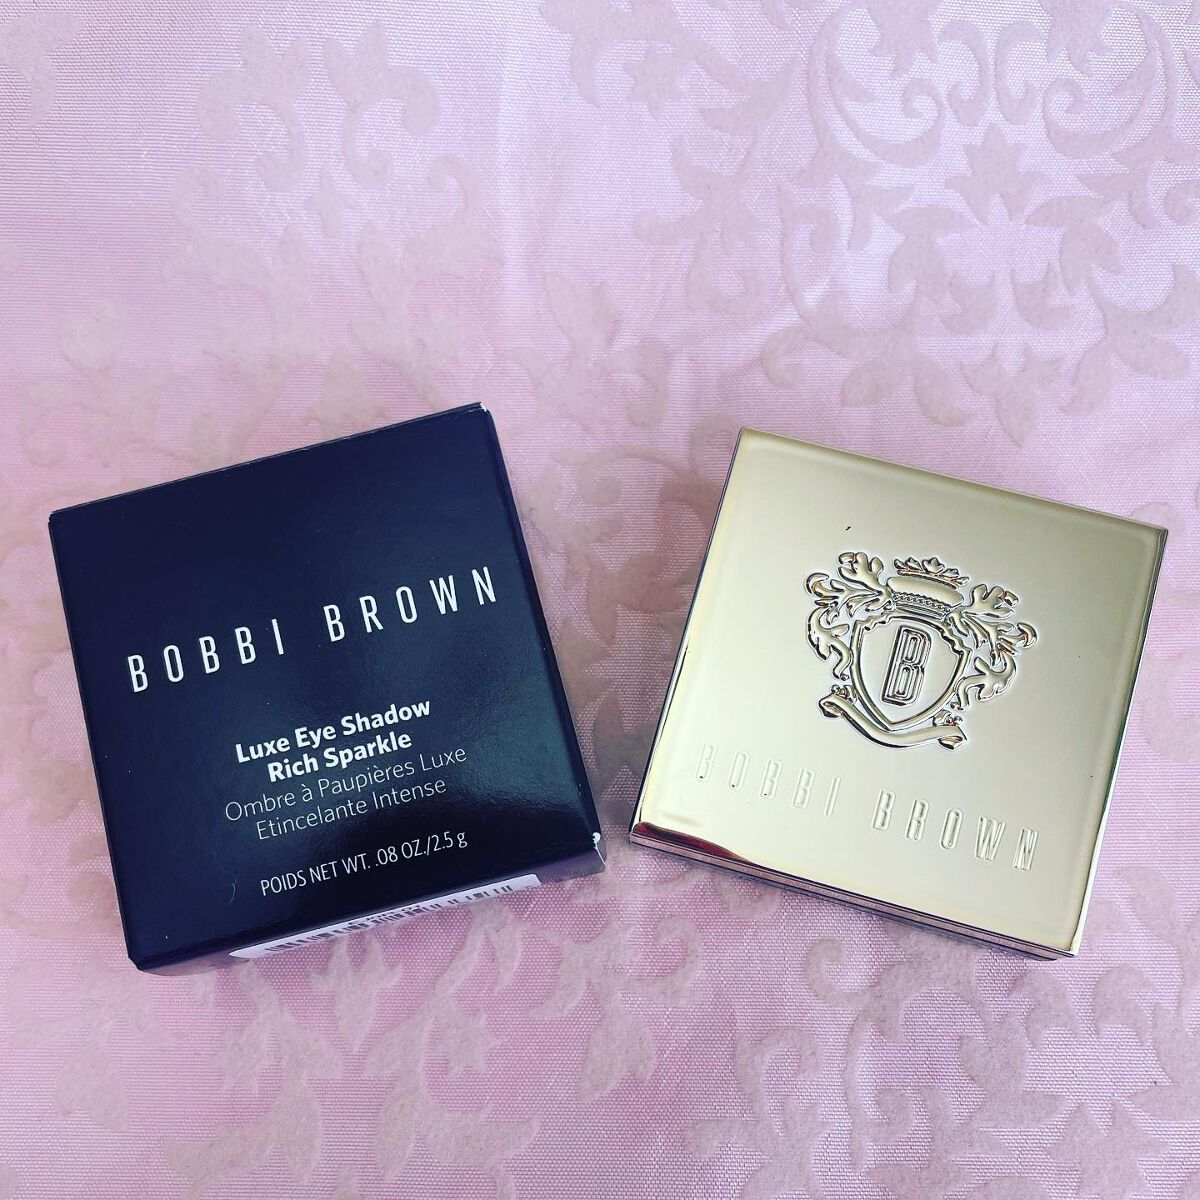 BOBBI BROWN
Luxe Eye Shadow
Rich Sparkle
Ombre à Paupières Luxe
Etincelante Intense
POIDS NET WT. .08 OZ./2.5 g
B
BOBBI BROWN